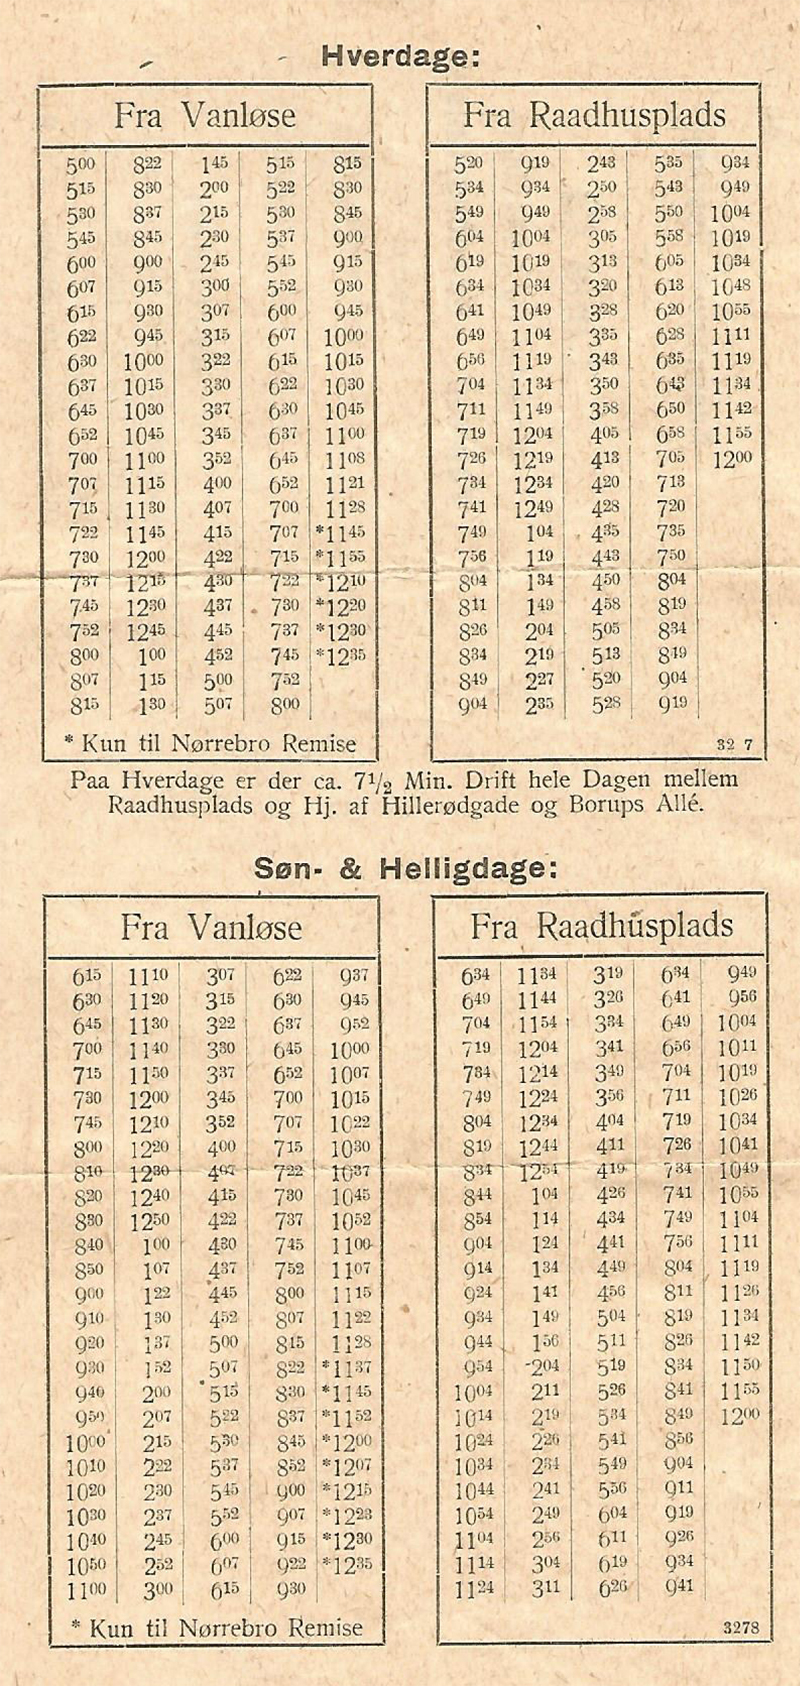 Hverdage:
Fra Vanløse
5⁰⁰ 8²² 1⁴⁵ 5¹⁵ 8¹⁵
5¹⁵ 8³⁰ 2⁰⁰ 5²² 8³⁰
5³⁰ 8³⁷ 2¹⁵ 5³⁰ 8⁴⁵
5⁴⁵ 8⁴⁵ 2³⁰ 5³⁷ 9⁰⁰
6⁰⁰ 9⁰⁰ 2⁴⁵ 5⁴⁵ 9¹⁵
6⁰⁷ 9¹⁵ 3⁰⁰ 5⁵² 9³⁰
6¹⁵ 9³⁰ 3⁰⁷ 6⁰⁰ 9⁴⁵
6²² 9⁴⁵ 3¹⁵ 6⁰⁷ 10⁰⁰
6³⁰ 10⁰⁰ 3²² 6¹⁵ 10¹⁵
6³⁷ 10¹⁵ 3³⁰ 6²² 10³⁰
6⁴⁵ 10³⁰ 3³⁷ 6³⁰ 10⁴⁵
6⁵² 10⁴⁵ 3⁴⁵ 6³⁷ 11⁰⁰
7⁰⁰ 11⁰⁰ 3⁵² 6⁴⁵ 11⁰⁸
7⁰⁷ 11¹⁵ 4⁰⁰ 6⁵² 11²¹
7¹⁵ 11³⁰ 4⁰⁷ 7⁰⁰ 11²⁸
7²² 11⁴⁵ 4¹⁵ 7⁰⁷ *11⁴⁵
7³⁰ 12⁰⁰ 4²² 7¹⁵ *11⁵⁵
7³⁷ 12¹⁵ 4³⁰ 7²² *12¹⁰
7⁴⁵ 12³⁰ 4³⁷ 7³⁰ *12²⁰
7⁵² 12⁴⁵ 4⁴⁵ 7³⁷ *12³⁰
8⁰⁰ 1⁰⁰ 4⁵² 7⁴⁵ *12³⁵
8⁰⁷ 1¹⁵ 5⁰⁰ 7⁵²
8¹⁵ 1³⁰ 5⁰⁷ 8⁰⁰
* Kun til Nørrebro Remise
Fra Raadhusplads
5²⁰ 9¹⁹ 2⁴³ 5³⁵ 9³⁴
5³⁴ 9³⁴ 2⁵⁰ 5⁴³ 9⁴⁹
5⁴⁹ 9⁴⁹ 2⁵⁸ 5⁵⁰ 10⁰⁴
6⁰⁴ 10⁰⁴ 3⁰⁵ 5⁵⁸ 10¹⁹
6¹⁹ 10¹⁹ 3¹³ 6⁰⁵ 10³⁴
6³⁴ 10³⁴ 3²⁰ 6¹³ 10⁴⁸
6⁴¹ 10⁴⁹ 3²⁸ 6²⁰ 10⁵⁵
6⁴⁹ 11⁰⁴ 3³⁵ 6²⁸ 11¹¹
6⁵⁶ 11¹⁹ 3⁴³ 6³⁵ 11¹⁹
7⁰⁴ 11³⁴ 3⁵⁰ 6⁴³ 11³⁴
7¹¹ 11⁴⁹ 3⁵⁸ 6⁵⁰ 11⁴²
7¹⁹ 12⁰⁴ 4⁰⁵ 6⁵⁸ 11⁵⁵
7²⁶ 12¹⁹ 4¹³ 7⁰⁵ 12⁰⁰
7³⁴ 12³⁴ 4²⁰ 7¹³
7⁴¹ 12⁴⁹ 4²⁸ 7²⁰
7⁴⁹ 1⁰⁴ 4³⁵ 7³⁵
7⁵⁶ 1¹⁹ 4⁴³ 7⁵⁰
8⁰⁴ 1³⁴ 4⁵⁰ 8⁰⁴
8¹¹ 1⁴⁹ 4⁵⁸ 8¹⁹
8²⁶ 2⁰⁴ 5⁰⁵ 8³⁴
8³⁴ 2¹⁹ 5¹³ 8⁴⁹
8⁴⁹ 2²⁷ 5²⁰ 9⁰⁴
9⁰⁴ 2³⁵ 5²⁸ 9¹⁹
32 7
Paa Hverdage er der ca. 7½ Min. Drift hele Dagen mellem
Raadhusplads og Hj. af Hillerødgade og Borups Allé.
Søn- & Helligdage:
Fra Vanløse
6¹⁵ 11¹⁰ 3⁰⁷ 6²² 9³⁷
6³⁰ 11²⁰ 3¹⁵ 6³⁰ 9⁴⁵
6⁴⁵ 11³⁰ 3²² 6³⁷ 9⁵²
7⁰⁰ 11⁴⁰ 3³⁰ 6⁴⁵ 10⁰⁰
7¹⁵ 11⁵⁰ 3³⁷ 6⁵² 10⁰⁷
7³⁰ 12⁰⁰ 3⁴⁵ 7⁰⁰ 10¹⁵
7⁴⁵ 12¹⁰ 3⁵² 7⁰⁷ 10²²
8⁰⁰ 12²⁰ 4⁰⁰ 7¹⁵ 10³⁰
8¹⁰ 12³⁰ 4⁰⁷ 7²² 10³⁷
8²⁰ 12⁴⁰ 4¹⁵ 7³⁰ 10⁴⁵
8³⁰ 12⁵⁰ 4²² 7³⁷ 10⁵²
8⁴⁰ 1⁰⁰ 4³⁰ 7⁴⁵ 11⁰⁰
8⁵⁰ 1⁰⁷ 4³⁷ 7⁵² 11⁰⁷
9⁰⁰ 1²² 4⁴⁵ 8⁰⁰ 11¹⁵
9¹⁰ 1³⁰ 4⁵² 8⁰⁷ 11²²
9²⁰ 1³⁷ 5⁰⁰ 8¹⁵ 11²⁸
9³⁰ 1⁵² 5⁰⁷ 8²² *11³⁷
9⁴⁰ 2⁰⁰ 5¹⁵ 8³⁰ *11⁴⁵
9⁵⁰ 2⁰⁷ 5²² 8³⁷ *11⁵²
10⁰⁰ 2¹⁵ 5³⁰ 8⁴⁵ *12⁰⁰
10¹⁰ 2²² 5³⁷ 8⁵² *12⁰⁷
10²⁰ 2³⁰ 5⁴⁵ 9⁰⁰ *12¹⁵
10³⁰ 2³⁷ 5⁵² 9⁰⁷ *12²³
10⁴⁰ 2⁴⁵ 6⁰⁰ 9¹⁵ *12³⁰
10⁵⁰ 2⁵² 6⁰⁷ 9²² *12³⁵
11⁰⁰ 3⁰⁰ 6¹⁵ 9³⁰
* Kun til Nørrebro Remise
Fra Raadhusplads
6³⁴ 11³⁴ 3¹⁹ 6³⁴ 9⁴⁹
6⁴⁹ 11⁴⁴ 3²⁶ 6⁴¹ 9⁵⁶
7⁰⁴ 11⁵⁴ 3³⁴ 6⁴⁹ 10⁰⁴
7¹⁹ 12⁰⁴ 3⁴¹ 6⁵⁶ 10¹¹
7³⁴ 12¹⁴ 3⁴⁹ 7⁰⁴ 10¹⁹
7⁴⁹ 12²⁴ 3⁵⁶ 7¹¹ 10²⁶
8⁰⁴ 12³⁴ 4⁰⁴ 7¹⁹ 10³⁴
8¹⁹ 12⁴⁴ 4¹¹ 7²⁶ 10⁴¹
8³⁴ 12⁵⁴ 4¹⁹ 7³⁴ 10⁴⁹
8⁴⁴ 1⁰⁴ 4²⁶ 7⁴¹ 10⁵⁵
8⁵⁴ 1¹⁴ 4³⁴ 7⁴⁹ 11⁰⁴
9⁰⁴ 1²⁴ 4⁴¹ 7⁵⁶ 11¹¹
9¹⁴ 1³⁴ 4⁴⁹ 8⁰⁴ 11¹⁹
9²⁴ 1⁴¹ 4⁵⁶ 8¹¹ 11²⁶
9³⁴ 1⁴⁹ 5⁰⁴ 8¹⁹ 11³⁴
9⁴⁴ 1⁵⁶ 5¹¹ 8²⁶ 11⁴²
9⁵⁴ 2⁰⁴ 5¹⁹ 8³⁴ 11⁵⁰
10⁰⁴ 2¹¹ 5²⁶ 8⁴¹ 11⁵⁵
10¹⁴ 2¹⁹ 5³⁴ 8⁴⁹ 12⁰⁰
10²⁴ 2²⁶ 5⁴¹ 8⁵⁶
10³⁴ 2³⁴ 5⁴⁹ 9⁰⁴
10⁴⁴ 2⁴¹ 5⁵⁶ 9¹¹
10⁵⁴ 2⁴⁹ 6⁰⁴ 9¹⁹
11⁰⁴ 2⁵⁶ 6¹¹ 9²⁶
11¹⁴ 3⁰⁴ 6¹⁹ 9³⁴
11²⁴ 3¹¹ 6²⁶ 9⁴¹
3278